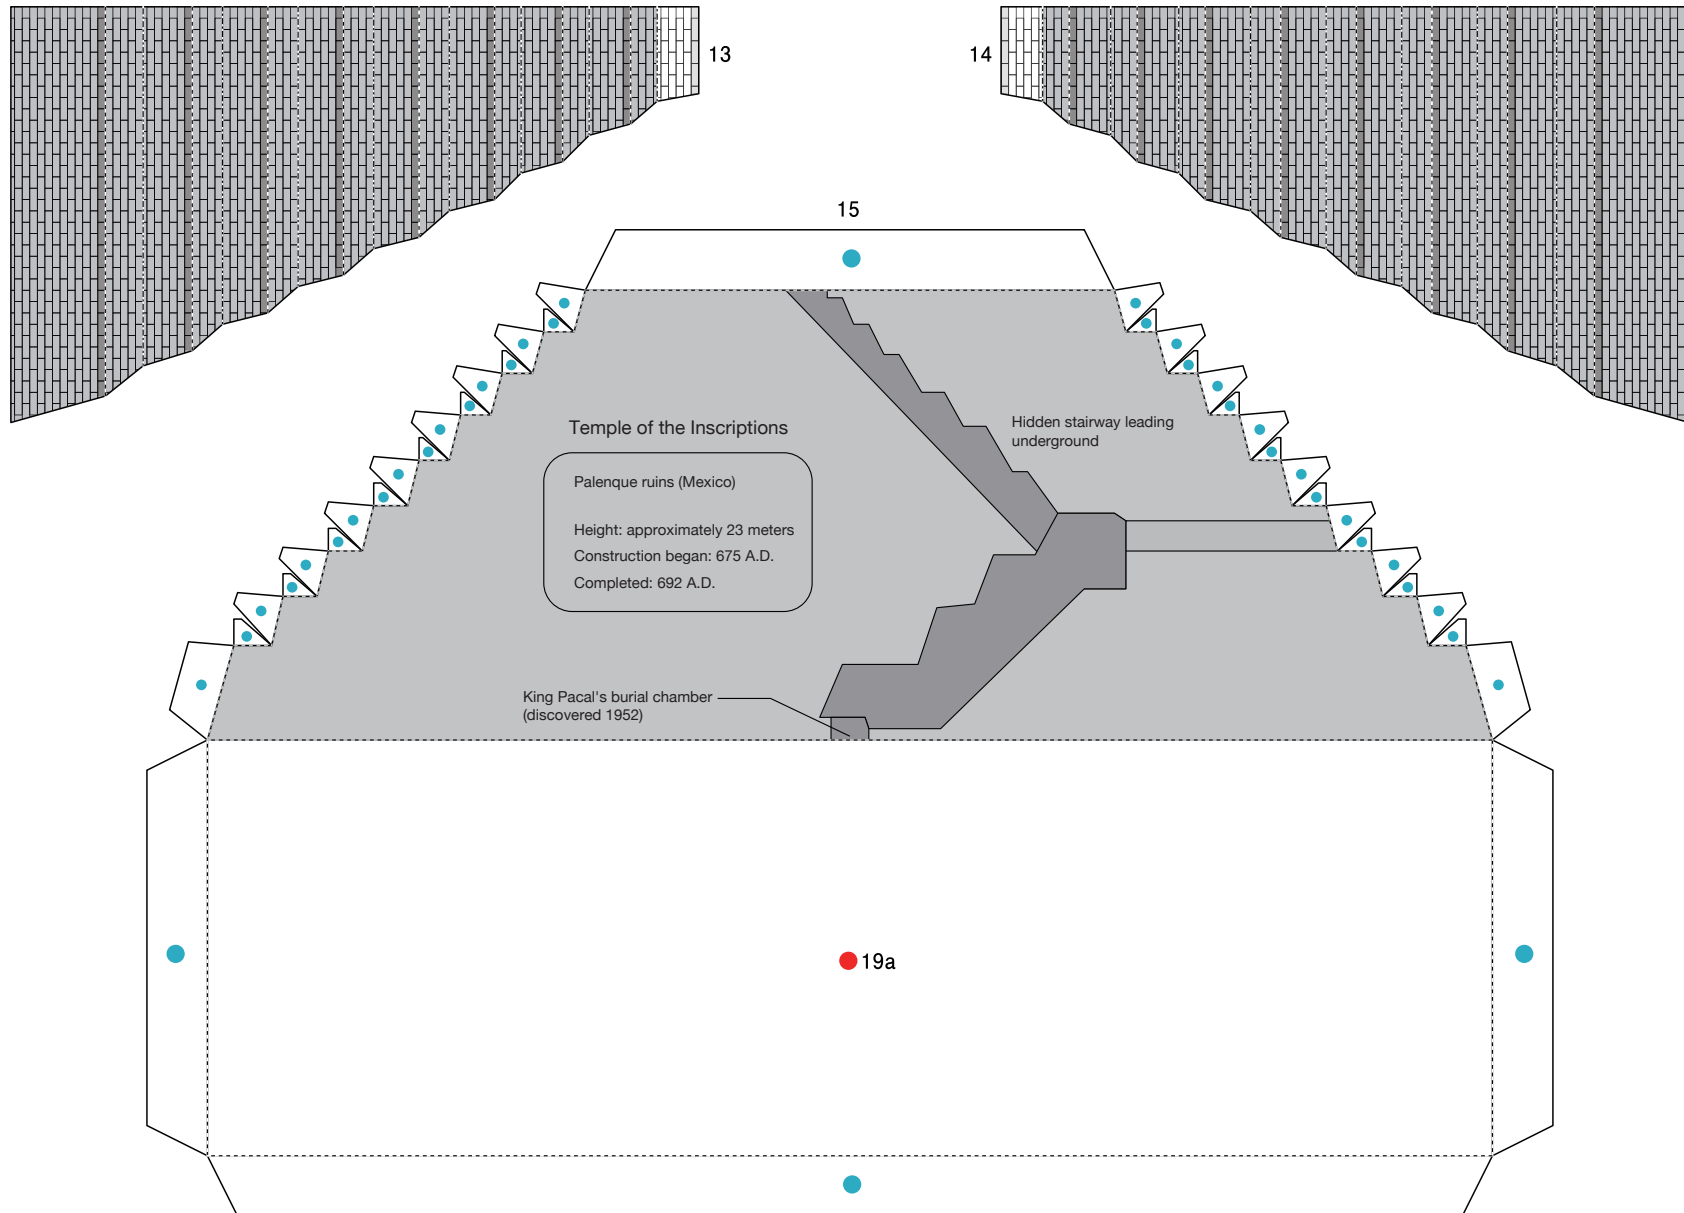 13
14
15
Temple of the Inscriptions
Palenque ruins (Mexico)
Height: approximately 23 meters
Construction began: 675 A.D.
Completed: 692 A.D.
Hidden stairway leading
underground
King Pacal's burial chamber
(discovered 1952)
19a